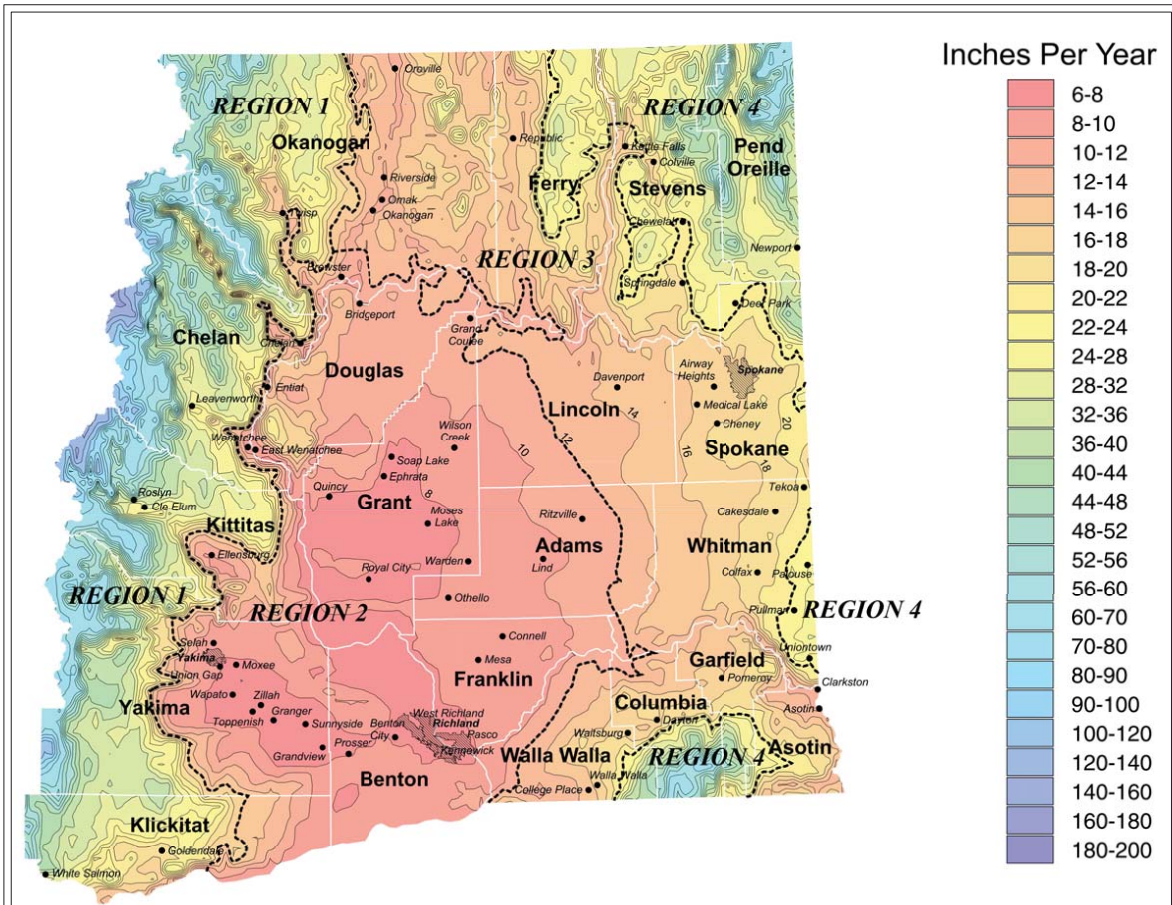 Inches Per Year
6-8
8-10
10-12
12-14
14-16
16-18
18-20
20-22
22-24
24-28
28-32
32-36
36-40
40-44
44-48
48-52
52-56
56-60
60-70
70-80
80-90
90-100
100-120
120-140
140-160
160-180
180-200
REGION 1
Okanogan
Oroville
REGION 4
Republic
Kettle Falls
Colville
Pend
Oreille
Ferry
Stevens
Riverside
Omak
Okanogan
Twisp
Chewelah
Newport
REGION 3
Brewster
Springdale
Bridgeport
Deer Park
Chelan
Grand
Coulee
Chelan
Douglas
Airway
Heights
Spokane
Entiat
Davenport
Leavenworth
Lincoln
14
Medical Lake
12
Cheney
20
Wilson
Creek
Wenatchee
East Wenatchee
10
16
Spokane
18
Soap Lake
Ephrata
Quincy
8
Tekoa
Roslyn
Cle Elum
Grant
Moses
Lake
Ritzville
Oakesdale
Kittitas
Ellensburg
Adams
Whitman
Warden
Lind
Royal City
Colfax
Palouse
REGION 1
REGION 2
Othello
Pullman
REGION 4
Selah
Yakima
Union Gap
Moxee
Connell
Mesa
Uniontown
Garfield
Franklin
Pomeroy
Clarkston
Wapato
Zillah
Yakima
Toppenish
Granger
Sunnyside
Columbia
Asotin
Benton
City
West Richland
Richland
Pasco
Kennewick
Dayton
Waitsburg
Grandview
Prosser
Walla Walla
REGION 4
Asotin
Benton
Walla Walla
College Place
Klickitat
Goldendale
White Salmon